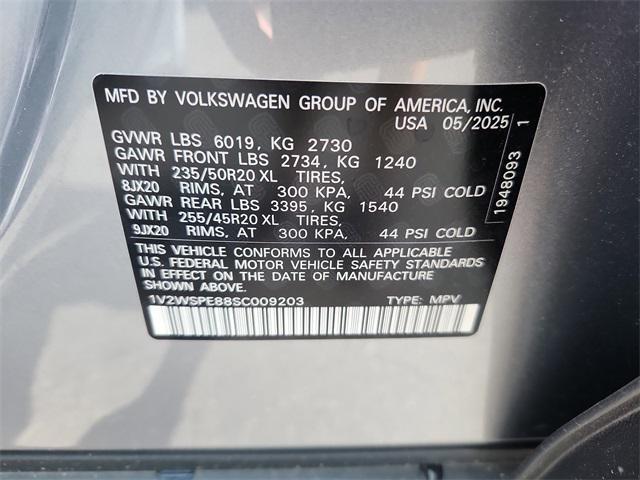 MFD BY VOLKSWAGEN GROUP OF AMERICA, INC.
USA 05/2025
GVWR LBS 6019, KG 2730
GAWR FRONT LBS 2734, KG 1240
WITH 235/50R20 XL TIRES,
8JX20 RIMS, AT 300 KPA, 44 PSI COLD
GAWR REAR LBS 3395, KG 1540
WITH 255/45R20 XL TIRES,
9JX20 RIMS, AT 300 KPA, 44 PSI COLD
THIS VEHICLE CONFORMS TO ALL APPLICABLE
U.S. FEDERAL MOTOR VEHICLE SAFETY STANDARDS
IN EFFECT ON THE DATE OF MANUFACTURE
SHOWN ABOVE.
1V2WSPE88SC009203 TYPE: MPV
1948093 1